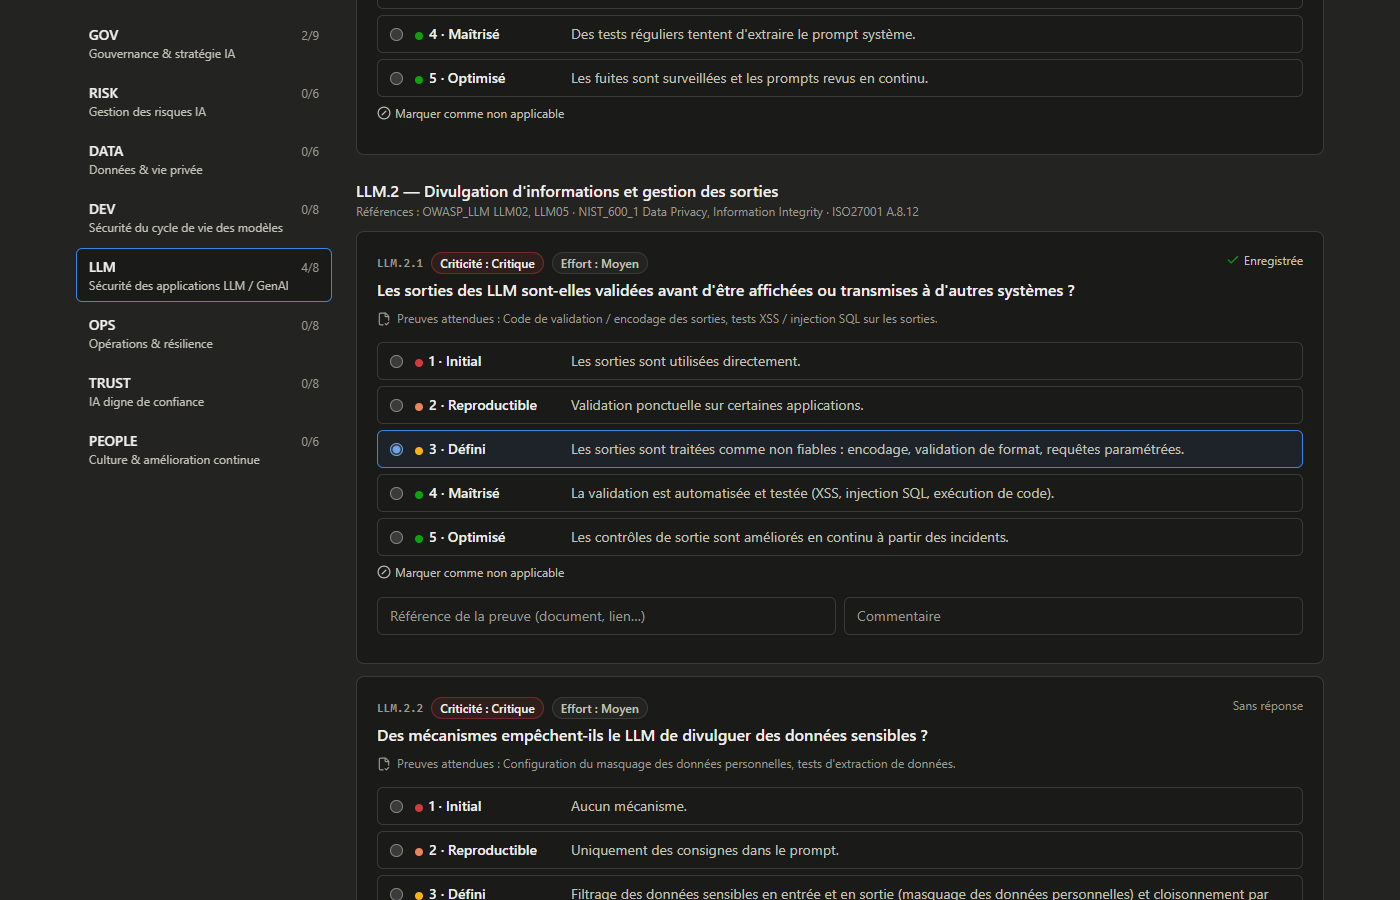 GOV 2/9
Gouvernance & stratégie IA
RISK 0/6
Gestion des risques IA
DATA 0/6
Données & vie privée
DEV 0/8
Sécurité du cycle de vie des modèles
LLM 4/8
Sécurité des applications LLM / GenAI
OPS 0/8
Opérations & résilience
TRUST 0/8
IA digne de confiance
PEOPLE 0/6
Culture & amélioration continue
4 · Maîtrisé Des tests réguliers tentent d'extraire le prompt système.
5 · Optimisé Les fuites sont surveillées et les prompts revus en continu.
Marquer comme non applicable
LLM.2 — Divulgation d'informations et gestion des sorties
Références : OWASP_LLM LLM02, LLM05 · NIST_600_1 Data Privacy, Information Integrity · ISO27001 A.8.12
LLM.2.1 Criticité : Critique Effort : Moyen Enregistrée
Les sorties des LLM sont-elles validées avant d'être affichées ou transmises à d'autres systèmes ?
Preuves attendues : Code de validation / encodage des sorties, tests XSS / injection SQL sur les sorties.
1 · Initial Les sorties sont utilisées directement.
2 · Reproductible Validation ponctuelle sur certaines applications.
3 · Défini Les sorties sont traitées comme non fiables : encodage, validation de format, requêtes paramétrées.
4 · Maîtrisé La validation est automatisée et testée (XSS, injection SQL, exécution de code).
5 · Optimisé Les contrôles de sortie sont améliorés en continu à partir des incidents.
Marquer comme non applicable
Référence de la preuve (document, lien...) Commentaire
LLM.2.2 Criticité : Critique Effort : Moyen Sans réponse
Des mécanismes empêchent-ils le LLM de divulguer des données sensibles ?
Preuves attendues : Configuration du masquage des données personnelles, tests d'extraction de données.
1 · Initial Aucun mécanisme.
2 · Reproductible Uniquement des consignes dans le prompt.
3 · Défini Filtrage des données sensibles en entrée et en sortie (masquage des données personnelles) et cloisonnement par